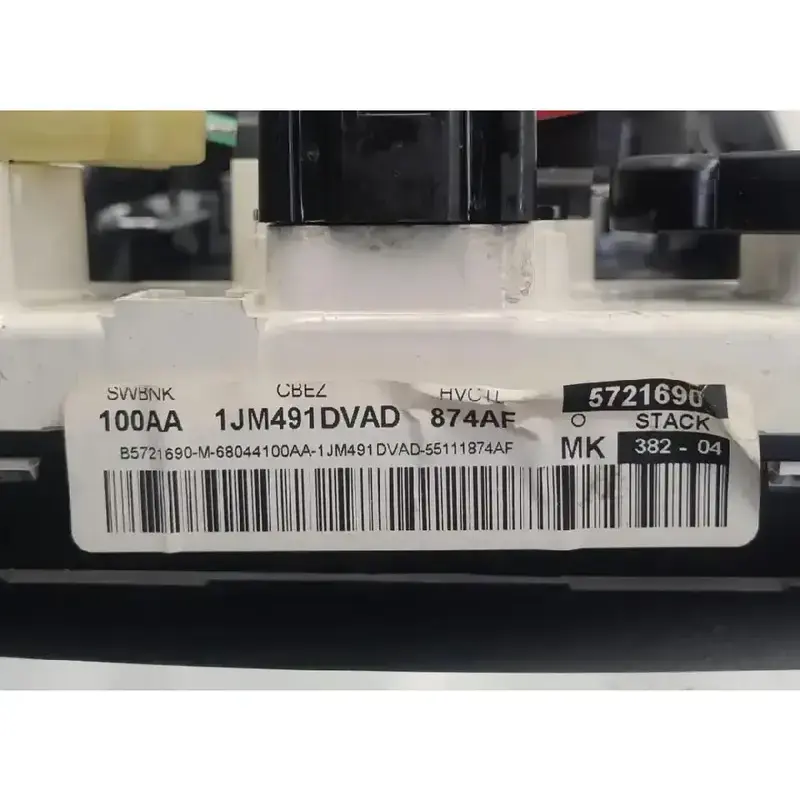 SWBNK CBEZ HVCTL 5721690
100AA 1JM491DVAD 874AF O STACK
B5721690-M-68044100AA-1JM491DVAD-55111874AF MK 382-04